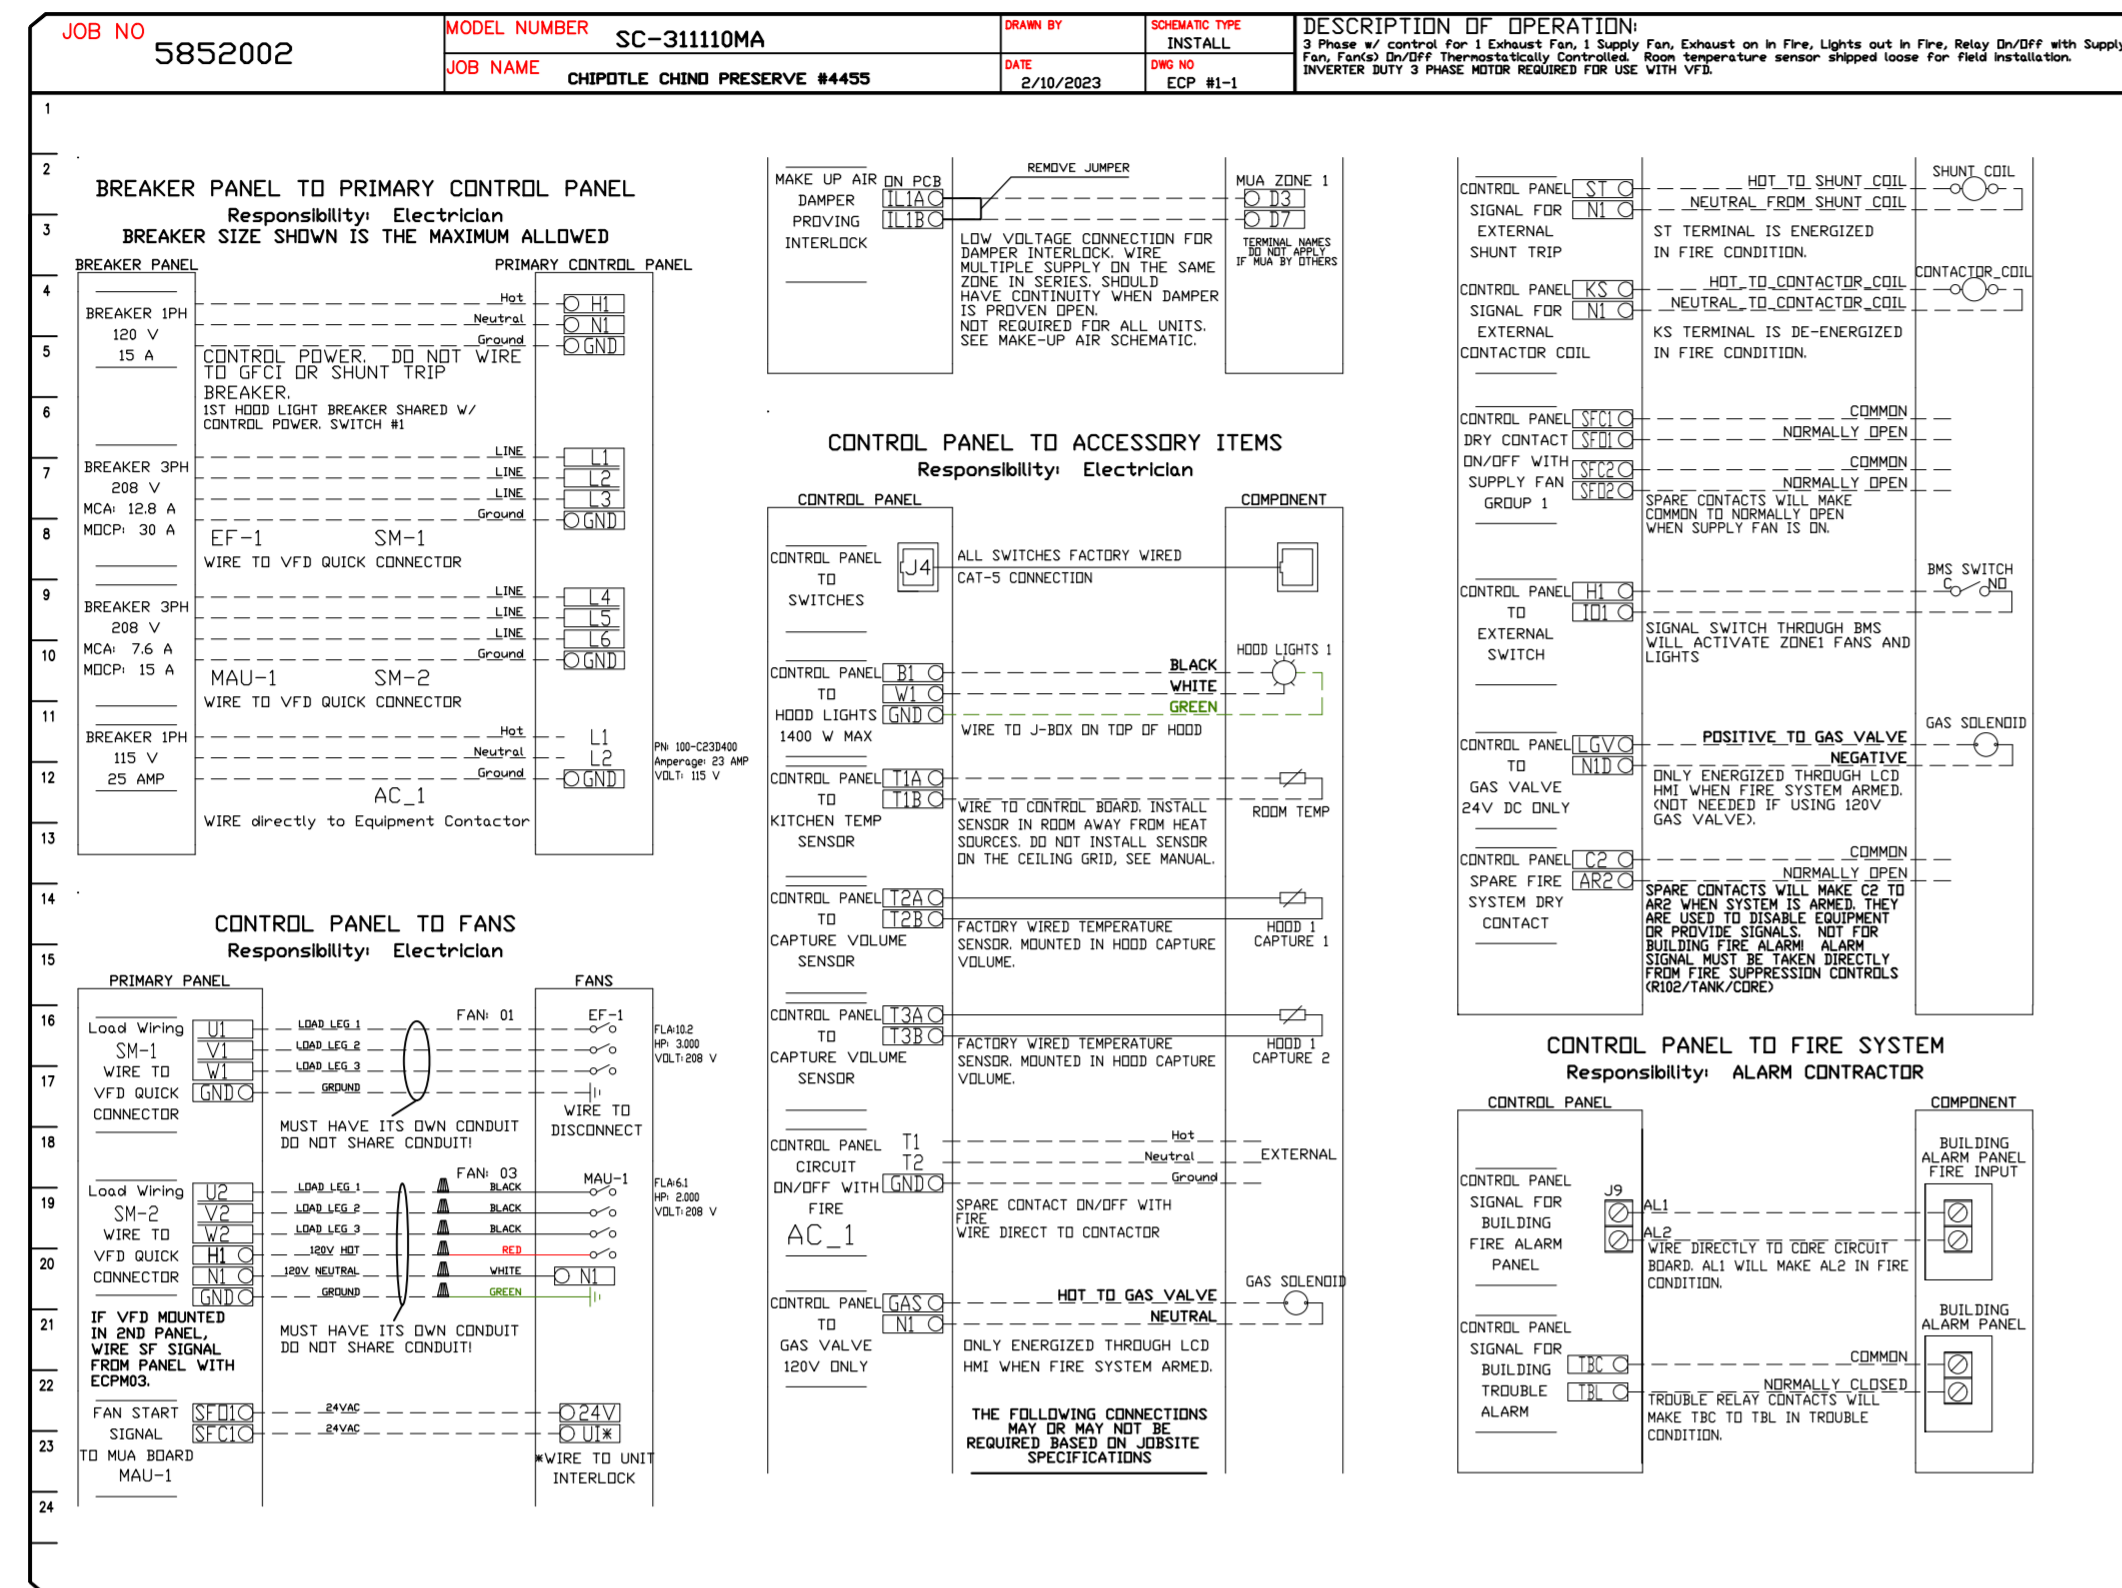 JOB NO
5852002
MODEL NUMBER
SC-311110MA
JOB NAME
CHIPOTLE CHINO PRESERVE #4455
DRAWN BY
DATE
2/10/2023
SCHEMATIC TYPE
INSTALL
DWG NO
ECP #1-1
DESCRIPTION OF OPERATION:
3 Phase w/ control for 1 Exhaust Fan, 1 Supply Fan, Exhaust on in Fire, Lights out in Fire, Relay On/Off with Supply
Fan, Fan(s) On/Off Thermostatically Controlled. Room temperature sensor shipped loose for field installation.
INVERTER DUTY 3 PHASE MOTOR REQUIRED FOR USE WITH VFD.
1
2
3
4
5
6
7
8
9
10
11
12
13
14
15
16
17
18
19
20
21
22
23
24
BREAKER PANEL TO PRIMARY CONTROL PANEL
Responsibility: Electrician
BREAKER SIZE SHOWN IS THE MAXIMUM ALLOWED
BREAKER PANEL
PRIMARY CONTROL PANEL
BREAKER 1PH
120 V
15 A
Hot
H1
Neutral
N1
Ground
GND
CONTROL POWER. DO NOT WIRE
TO GFCI OR SHUNT TRIP
BREAKER.
1ST HOOD LIGHT BREAKER SHARED W/
CONTROL POWER. SWITCH #1
BREAKER 3PH
208 V
MCA: 12.8 A
MOCP: 30 A
LINE
L1
LINE
L2
LINE
L3
Ground
GND
EF-1
SM-1
WIRE TO VFD QUICK CONNECTOR
BREAKER 3PH
208 V
MCA: 7.6 A
MOCP: 15 A
LINE
L4
LINE
L5
LINE
L6
Ground
GND
MAU-1
SM-2
WIRE TO VFD QUICK CONNECTOR
BREAKER 1PH
115 V
25 AMP
Hot
L1
Neutral
L2
Ground
GND
PN: 100-C23D400
Amperage: 23 AMP
VOLT: 115 V
AC_1
WIRE directly to Equipment Contactor
CONTROL PANEL TO FANS
Responsibility: Electrician
PRIMARY PANEL
FANS
Load Wiring
SM-1
WIRE TO
VFD QUICK
CONNECTOR
U1
V1
W1
GND
LOAD LEG 1
LOAD LEG 2
LOAD LEG 3
GROUND
FAN: 01
EF-1
FLA:10.2
HP: 3.000
VOLT: 208 V
MUST HAVE ITS OWN CONDUIT
DO NOT SHARE CONDUIT!
WIRE TO
DISCONNECT
Load Wiring
SM-2
WIRE TO
VFD QUICK
CONNECTOR
U2
V2
W2
H1
N1
GND
LOAD LEG 1
LOAD LEG 2
LOAD LEG 3
120V HOT
120V NEUTRAL
GROUND
FAN: 03
BLACK
BLACK
BLACK
RED
WHITE
GREEN
MAU-1
N1
FLA:6.1
HP: 2.000
VOLT: 208 V
IF VFD MOUNTED
IN 2ND PANEL,
WIRE SF SIGNAL
FROM PANEL WITH
ECPM03.
MUST HAVE ITS OWN CONDUIT
DO NOT SHARE CONDUIT!
FAN START
SIGNAL
TO MUA BOARD
MAU-1
SFO1
SFC1
24VAC
24VAC
24V
UI*
*WIRE TO UNIT
INTERLOCK
MAKE UP AIR
DAMPER
PROVING
INTERLOCK
ON PCB
IL1A
IL1B
REMOVE JUMPER
MUA ZONE 1
D3
D7
LOW VOLTAGE CONNECTION FOR
DAMPER INTERLOCK. WIRE
MULTIPLE SUPPLY ON THE SAME
ZONE IN SERIES. SHOULD
HAVE CONTINUITY WHEN DAMPER
IS PROVEN OPEN.
NOT REQUIRED FOR ALL UNITS.
SEE MAKE-UP AIR SCHEMATIC.
TERMINAL NAMES
DO NOT APPLY
IF MUA BY OTHERS
CONTROL PANEL TO ACCESSORY ITEMS
Responsibility: Electrician
CONTROL PANEL
COMPONENT
CONTROL PANEL
TO
SWITCHES
J4
ALL SWITCHES FACTORY WIRED
CAT-5 CONNECTION
CONTROL PANEL
TO
HOOD LIGHTS
1400 W MAX
B1
W1
GND
BLACK
WHITE
GREEN
HOOD LIGHTS 1
WIRE TO J-BOX ON TOP OF HOOD
CONTROL PANEL
TO
KITCHEN TEMP
SENSOR
T1A
T1B
WIRE TO CONTROL BOARD. INSTALL
SENSOR IN ROOM AWAY FROM HEAT
SOURCES. DO NOT INSTALL SENSOR
ON THE CEILING GRID, SEE MANUAL.
ROOM TEMP
CONTROL PANEL
TO
CAPTURE VOLUME
SENSOR
T2A
T2B
FACTORY WIRED TEMPERATURE
SENSOR. MOUNTED IN HOOD CAPTURE
VOLUME.
HOOD 1
CAPTURE 1
CONTROL PANEL
TO
CAPTURE VOLUME
SENSOR
T3A
T3B
FACTORY WIRED TEMPERATURE
SENSOR. MOUNTED IN HOOD CAPTURE
VOLUME.
HOOD 1
CAPTURE 2
CONTROL PANEL
CIRCUIT
ON/OFF WITH
FIRE
AC_1
T1
T2
GND
Hot
Neutral
Ground
EXTERNAL
SPARE CONTACT ON/OFF WITH
FIRE
WIRE DIRECT TO CONTACTOR
CONTROL PANEL
TO
GAS VALVE
120V ONLY
GAS
N1
HOT TO GAS VALVE
NEUTRAL
GAS SOLENOID
ONLY ENERGIZED THROUGH LCD
HMI WHEN FIRE SYSTEM ARMED.
THE FOLLOWING CONNECTIONS
MAY OR MAY NOT BE
REQUIRED BASED ON JOBSITE
SPECIFICATIONS
CONTROL PANEL
SIGNAL FOR
EXTERNAL
SHUNT TRIP
ST
N1
HOT TO SHUNT COIL
NEUTRAL FROM SHUNT COIL
SHUNT COIL
ST TERMINAL IS ENERGIZED
IN FIRE CONDITION.
CONTROL PANEL
SIGNAL FOR
EXTERNAL
CONTACTOR COIL
KS
N1
HOT TO CONTACTOR COIL
NEUTRAL TO CONTACTOR COIL
CONTACTOR COIL
KS TERMINAL IS DE-ENERGIZED
IN FIRE CONDITION.
CONTROL PANEL
DRY CONTACT
ON/OFF WITH
SUPPLY FAN
GROUP 1
SFC1
SFO1
SFC2
SFO2
COMMON
NORMALLY OPEN
COMMON
NORMALLY OPEN
SPARE CONTACTS WILL MAKE
COMMON TO NORMALLY OPEN
WHEN SUPPLY FAN IS ON.
CONTROL PANEL
TO
EXTERNAL
SWITCH
H1
IO1
BMS SWITCH
C
NO
SIGNAL SWITCH THROUGH BMS
WILL ACTIVATE ZONE1 FANS AND
LIGHTS
CONTROL PANEL
TO
GAS VALVE
24V DC ONLY
LGV
N1D
POSITIVE TO GAS VALVE
NEGATIVE
GAS SOLENOID
ONLY ENERGIZED THROUGH LCD
HMI WHEN FIRE SYSTEM ARMED.
(NOT NEEDED IF USING 120V
GAS VALVE).
CONTROL PANEL
SPARE FIRE
SYSTEM DRY
CONTACT
C2
AR2
COMMON
NORMALLY OPEN
SPARE CONTACTS WILL MAKE C2 TO
AR2 WHEN SYSTEM IS ARMED. THEY
ARE USED TO DISABLE EQUIPMENT
OR PROVIDE SIGNALS. NOT FOR
BUILDING FIRE ALARM! ALARM
SIGNAL MUST BE TAKEN DIRECTLY
FROM FIRE SUPPRESSION CONTROLS
(R102/TANK/CORE)
CONTROL PANEL TO FIRE SYSTEM
Responsibility: ALARM CONTRACTOR
CONTROL PANEL
COMPONENT
CONTROL PANEL
SIGNAL FOR
BUILDING
FIRE ALARM
PANEL
J9
AL1
AL2
BUILDING
ALARM PANEL
FIRE INPUT
WIRE DIRECTLY TO CORE CIRCUIT
BOARD. AL1 WILL MAKE AL2 IN FIRE
CONDITION.
CONTROL PANEL
SIGNAL FOR
BUILDING
TROUBLE
ALARM
TBC
TBL
COMMON
NORMALLY CLOSED
BUILDING
ALARM PANEL
TROUBLE RELAY CONTACTS WILL
MAKE TBC TO TBL IN TROUBLE
CONDITION.